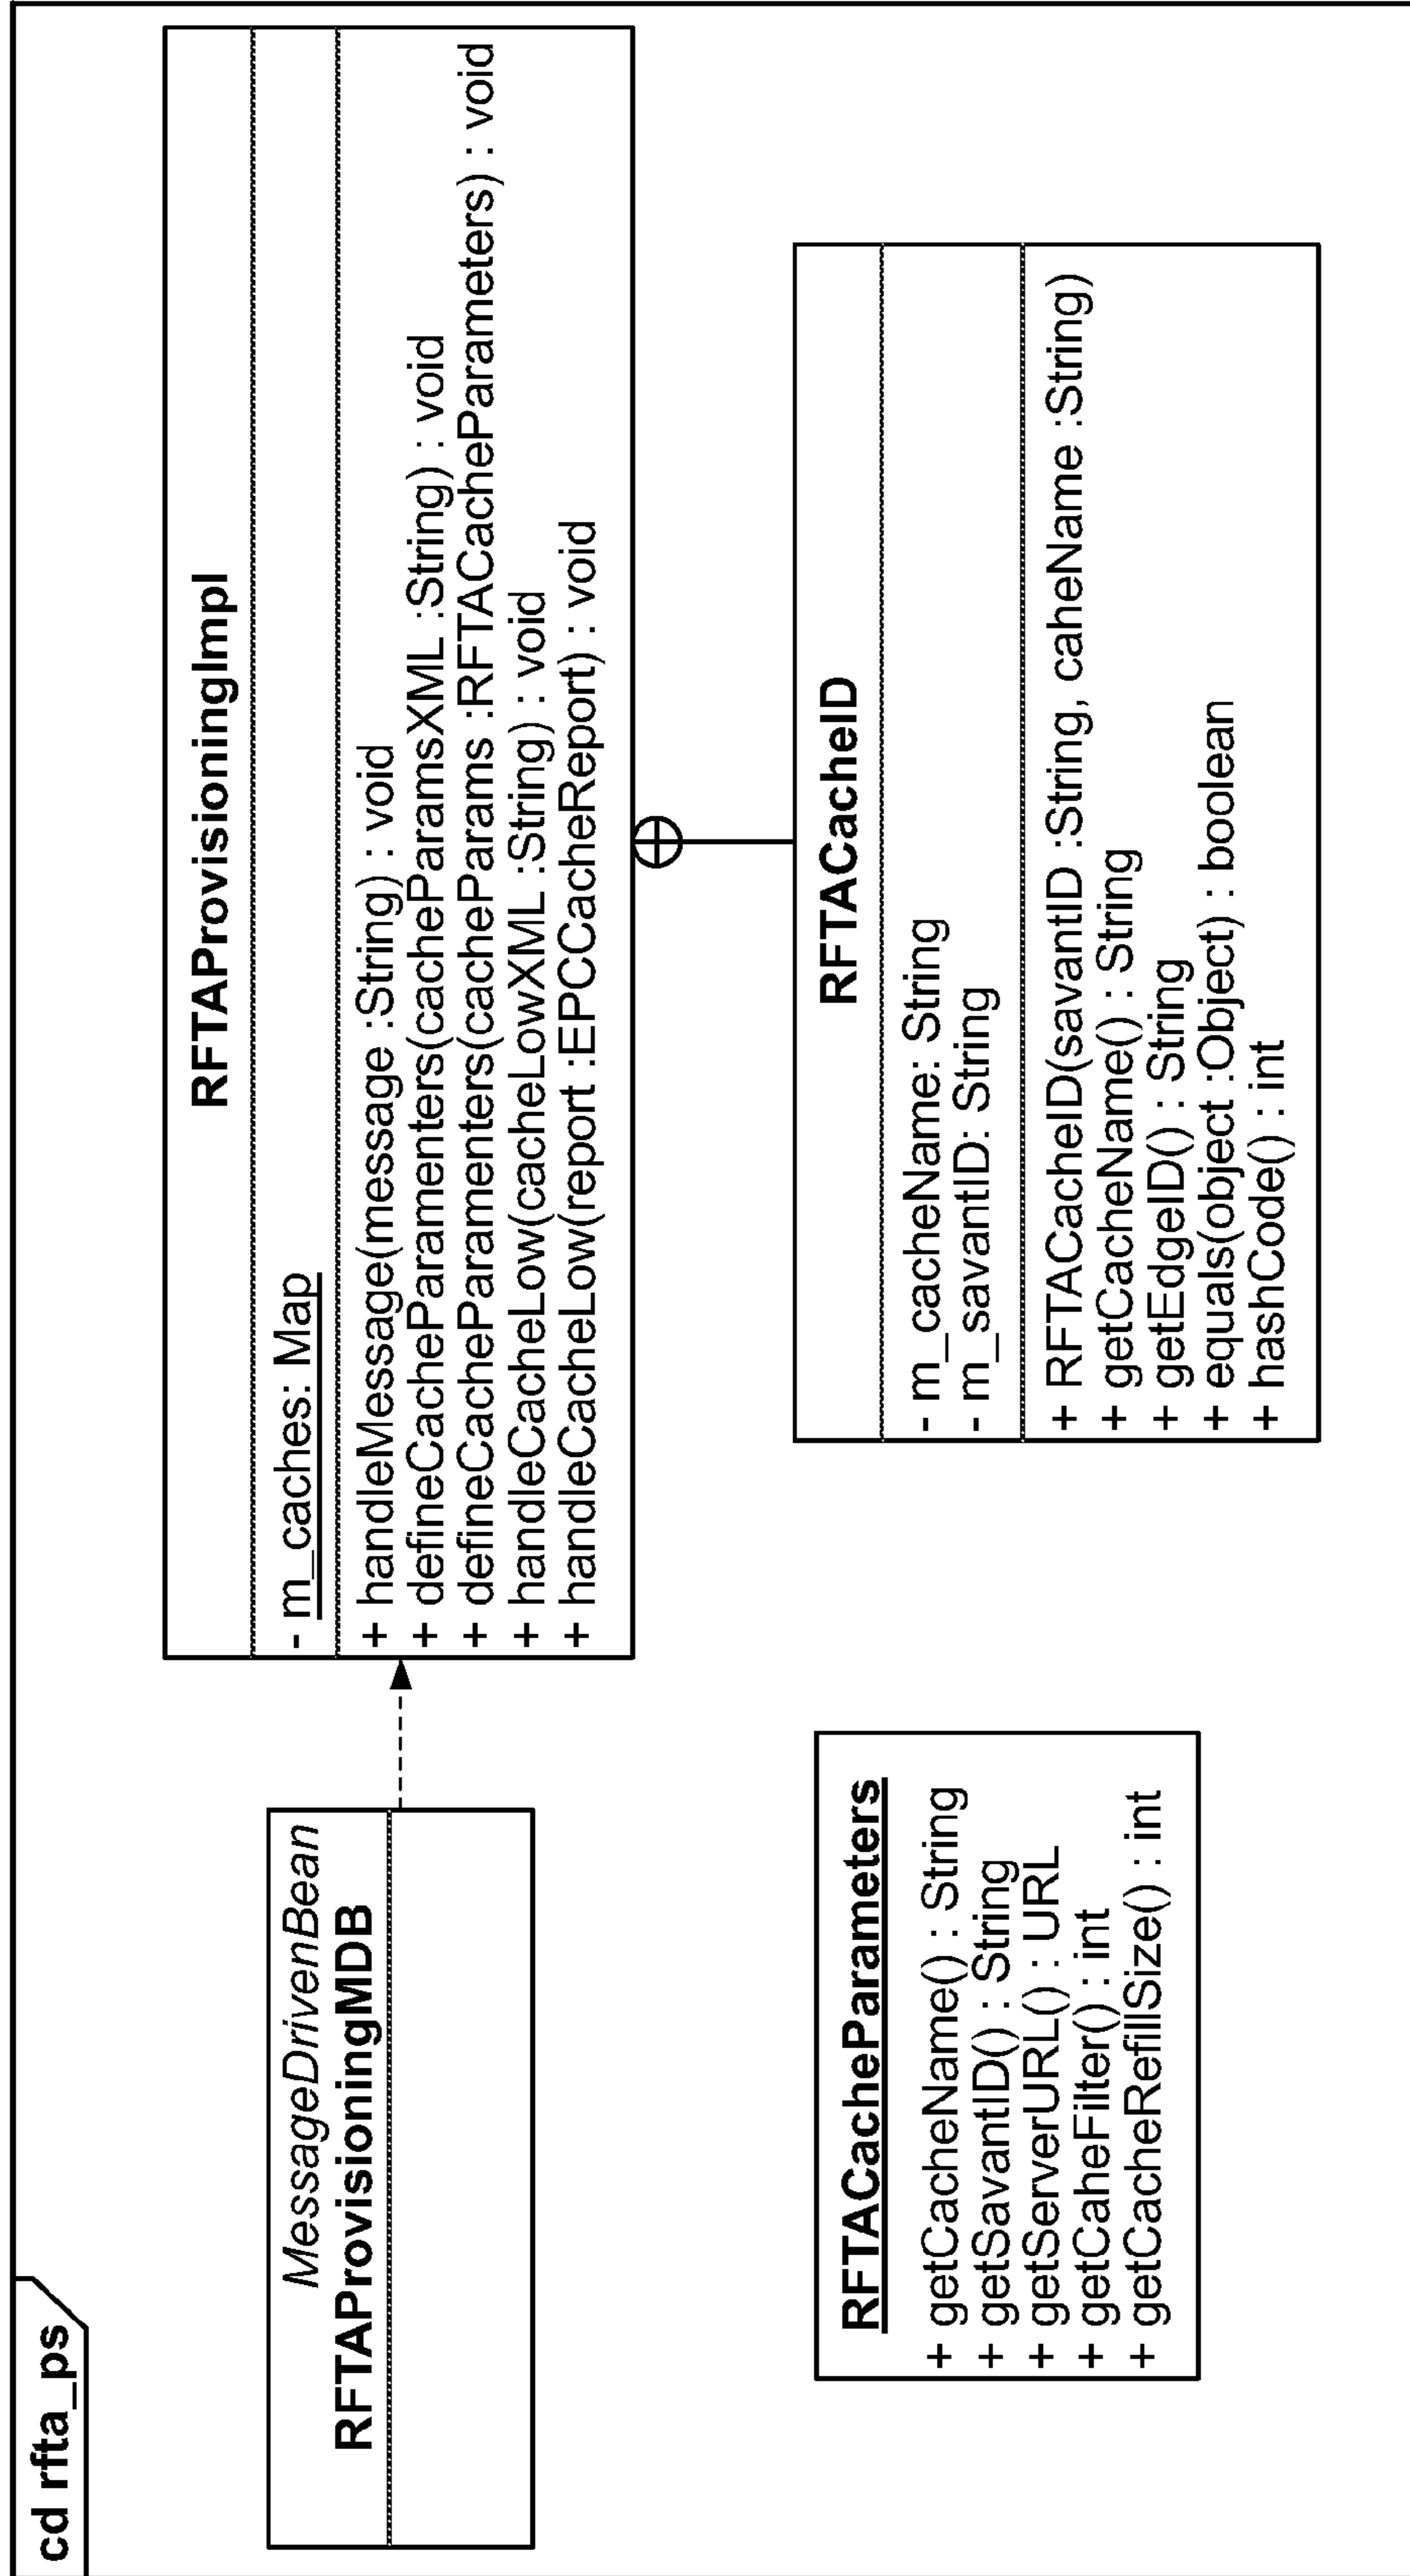 cd rfta_ps
MessageDrivenBean
RFTAProvisioningMDB
RFTAProvisioningImpl
- m_caches: Map
+ handleMessage(message :String) : void
+ defineCacheParamenters(cacheParamsXML :String) : void
+ defineCacheParamenters(cacheParams :RFTACacheParameters) : void
+ handleCacheLow(cacheLowXML :String) : void
+ handleCacheLow(report :EPCCacheReport) : void
RFTACacheParameters
+ getCacheName() : String
+ getSavantID() : String
+ getServerURL() : URL
+ getCaheFilter() : int
+ getCacheRefillSize() : int
RFTACacheID
- m_cacheName: String
- m_savantID: String
+ RFTACacheID(savantID :String, caheName :String)
+ getCacheName() : String
+ getEdgeID() : String
+ equals(object :Object) : boolean
+ hashCode() : int